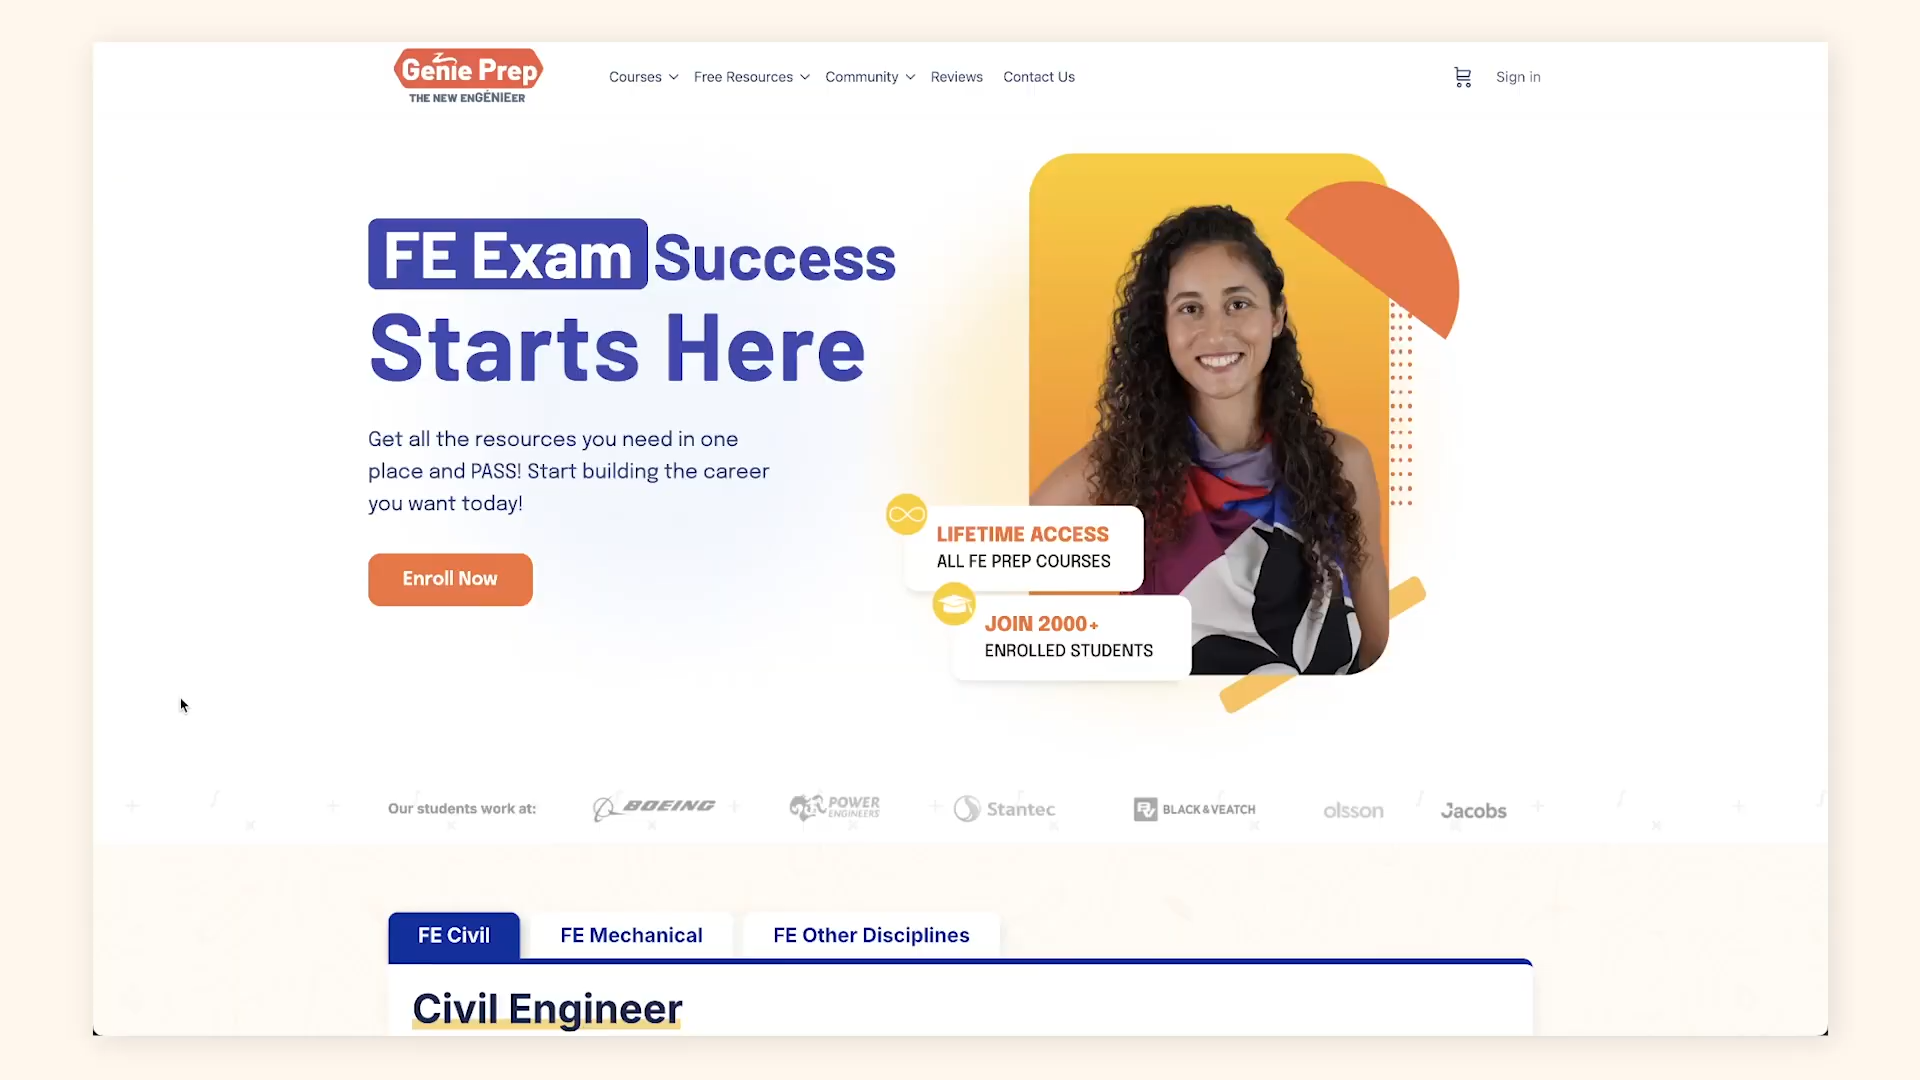 Genie Prep
THE NEW ENGÉNIEER
Courses
Free Resources
Community
Reviews
Contact Us
Sign in
FE Exam Success
Starts Here
Get all the resources you need in one
place and PASS! Start building the career
you want today!
Enroll Now
LIFETIME ACCESS
ALL FE PREP COURSES
JOIN 2000+
ENROLLED STUDENTS
Our students work at:
BOEING
POWER
ENGINEERS
Stantec
BV BLACK & VEATCH
olsson
Jacobs
FE Civil
FE Mechanical
FE Other Disciplines
Civil Engineer